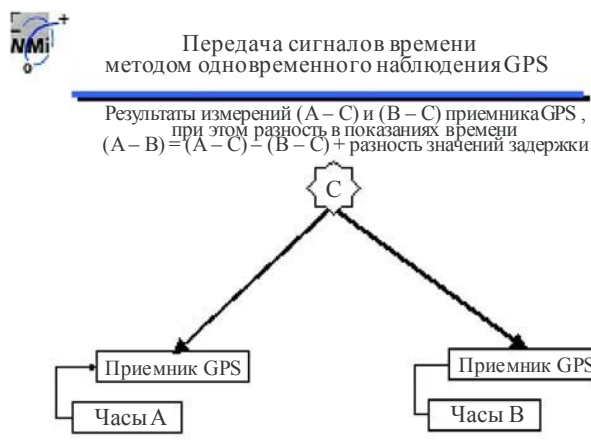 NMi
Передача сигналов времени
методом одновременного наблюдения GPS
Результаты измерений (A – C) и (B – C) приемника GPS ,
при этом разность в показаниях времени
(A – B) = (A – C) – (B – C) + разность значений задержки
C
Приемник GPS
Приемник GPS
Часы A
Часы B